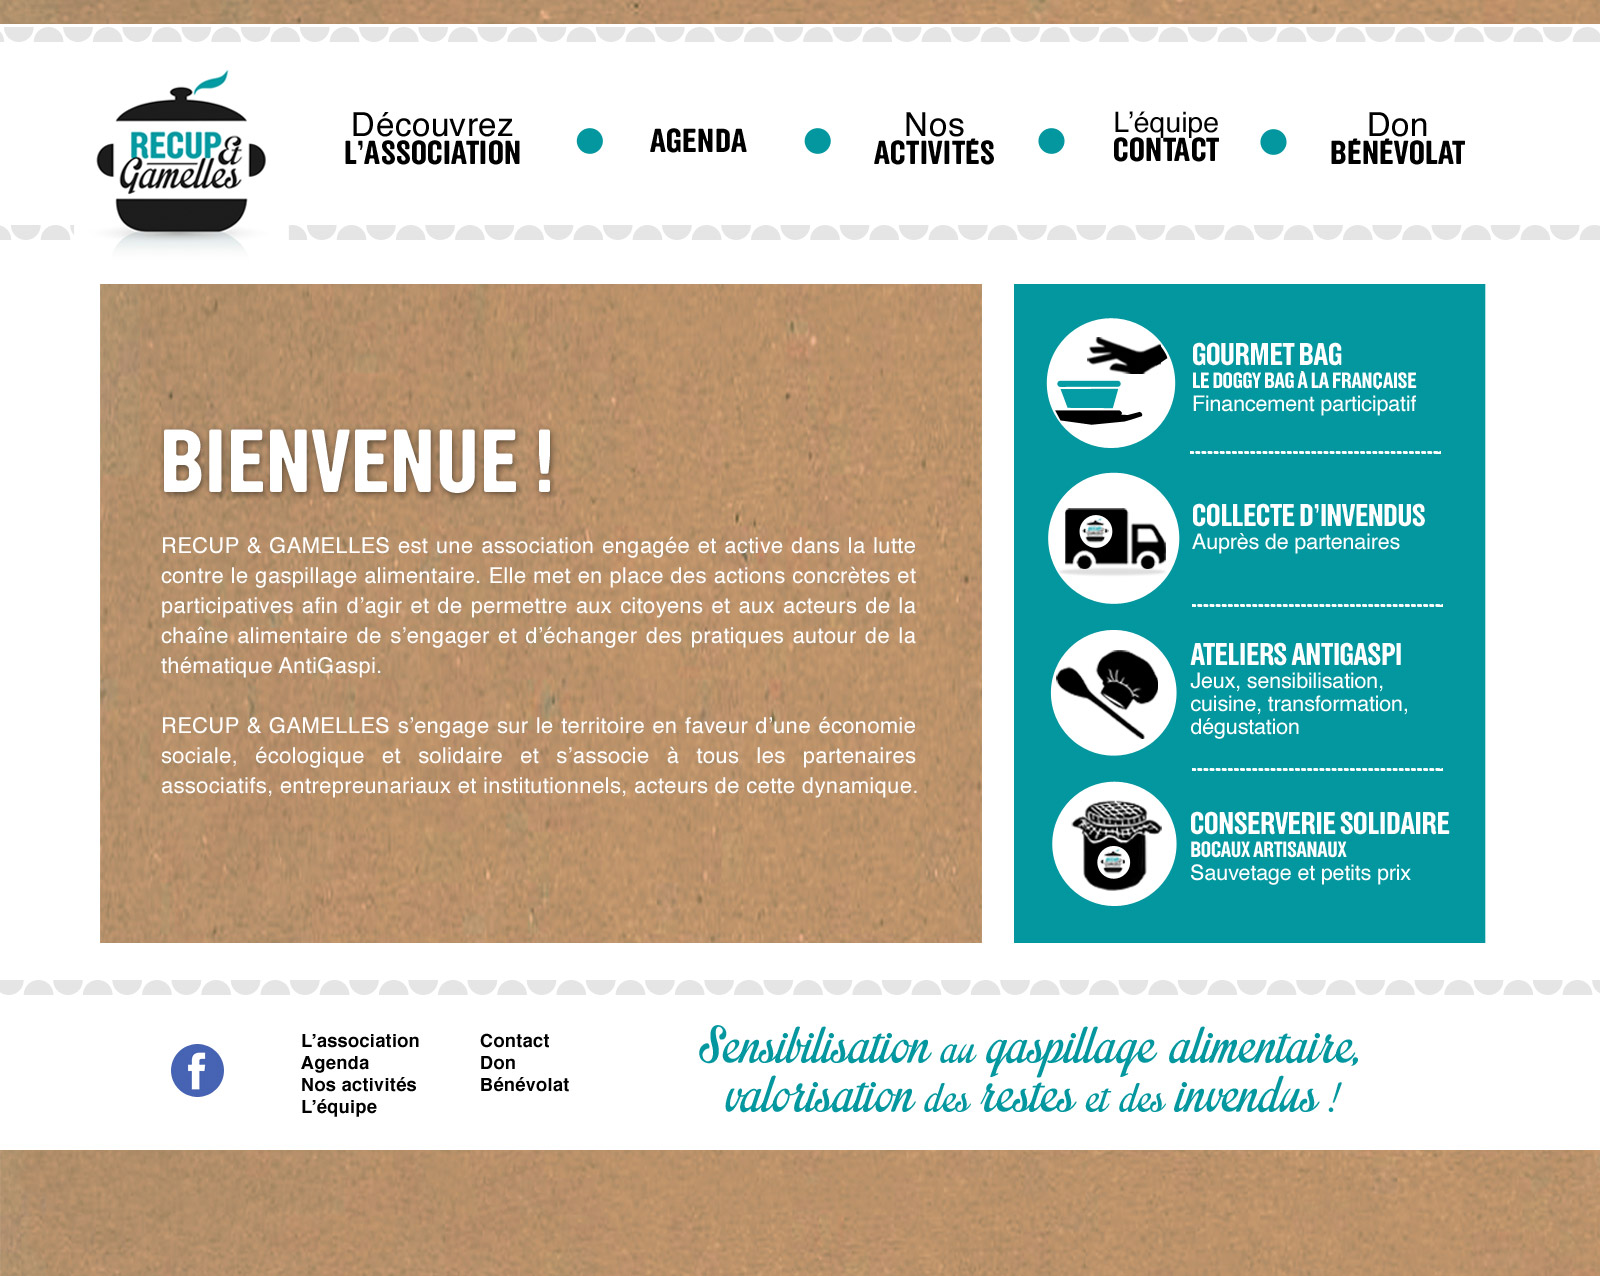 RECUP &
Gamelles
Découvrez
L'ASSOCIATION
AGENDA
Nos
ACTIVITÉS
L'équipe
CONTACT
Don
BÉNÉVOLAT
BIENVENUE !
RECUP & GAMELLES est une association engagée et active dans la lutte
contre le gaspillage alimentaire. Elle met en place des actions concrètes et
participatives afin d'agir et de permettre aux citoyens et aux acteurs de la
chaîne alimentaire de s'engager et d'échanger des pratiques autour de la
thématique AntiGaspi.
RECUP & GAMELLES s'engage sur le territoire en faveur d'une économie
sociale, écologique et solidaire et s'associe à tous les partenaires
associatifs, entrepreunariaux et institutionnels, acteurs de cette dynamique.
GOURMET BAG
LE DOGGY BAG À LA FRANÇAISE
Financement participatif
COLLECTE D'INVENDUS
Auprès de partenaires
ATELIERS ANTIGASPI
Jeux, sensibilisation,
cuisine, transformation,
dégustation
CONSERVERIE SOLIDAIRE
BOCAUX ARTISANAUX
Sauvetage et petits prix
f
L'association
Agenda
Nos activités
L'équipe
Contact
Don
Bénévolat
Sensibilisation au gaspillage alimentaire,
valorisation des restes et des invendus !